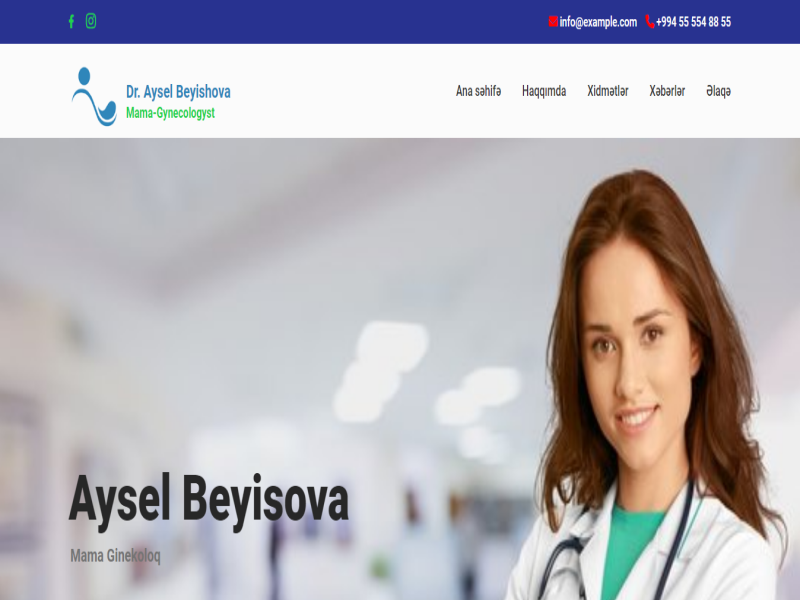 info@example.com +994 55 554 88 55
Dr. Aysel Beyishova
Mama-Gynecologyst
Ana səhifə Haqqımda Xidmətlər Xəbərlər Əlaqə
Aysel Beyisova
Mama Ginekoloq